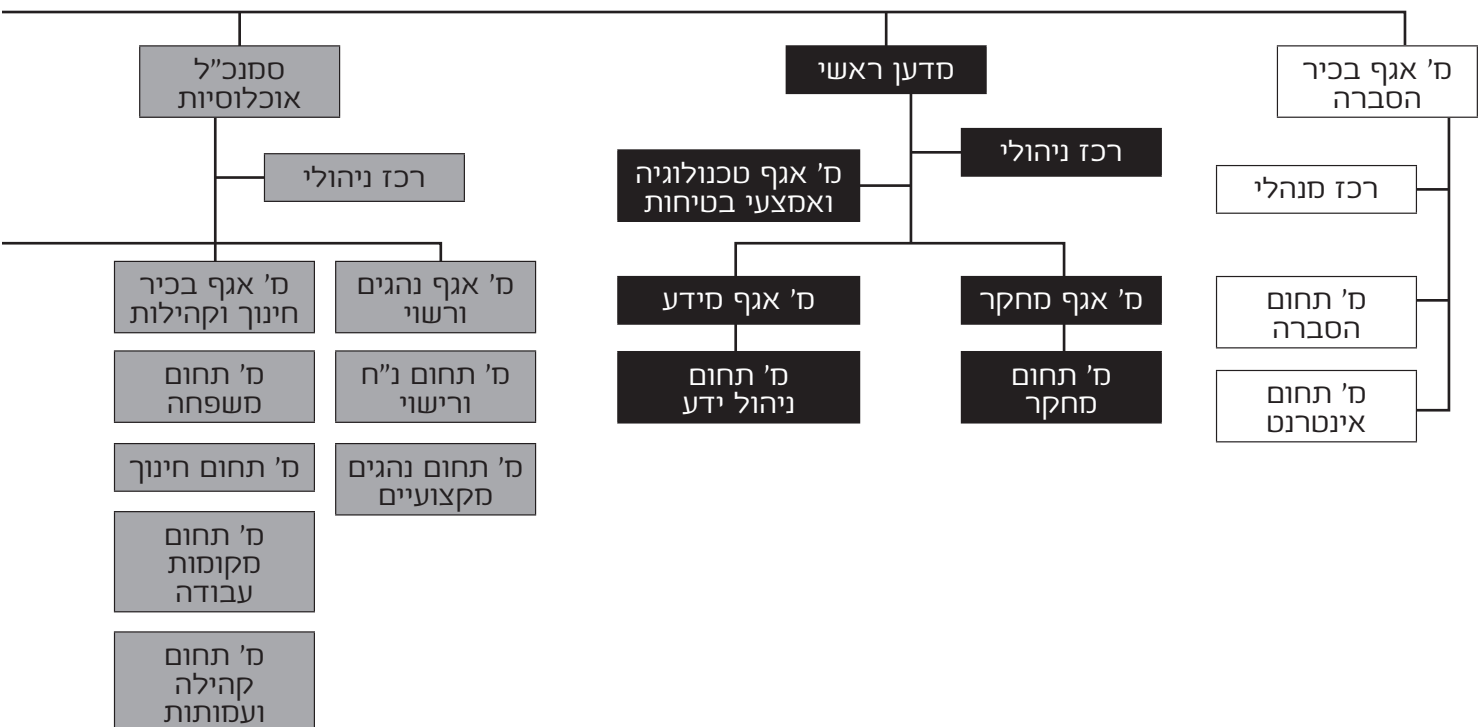 מ' אגף בכיר
הסברה
רכז מנהלי
מ' תחום
הסברה
מ' תחום
אינטרנט
מדען ראשי
רכז ניהולי
מ' אגף טכנולוגיה
ואמצעי בטיחות
מ' אגף מחקר
מ' תחום
מחקר
מ' אגף מידע
מ' תחום
ניהול ידע
סמנכ"ל
אוכלוסיות
רכז ניהולי
מ' אגף נהגים
ורשוי
מ' תחום נ"ח
ורישוי
מ' תחום נהגים
מקצועיים
מ' אגף בכיר
חינוך וקהילות
מ' תחום
משפחה
מ' תחום חינוך
מ' תחום
מקומות
עבודה
מ' תחום
קהילה
ועמותות